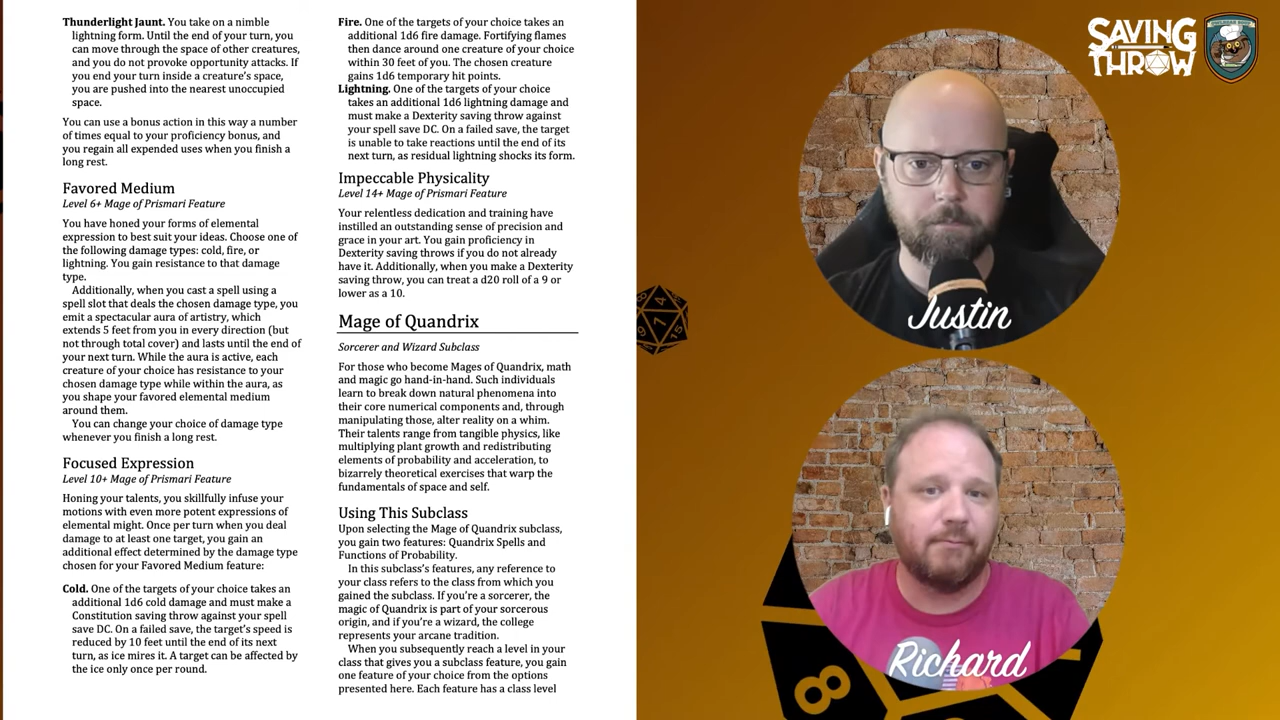 Thunderlight Jaunt. You take on a nimble
lightning form. Until the end of your turn, you
can move through the space of other creatures,
and you do not provoke opportunity attacks. If
you end your turn inside a creature's space,
you are pushed into the nearest unoccupied
space.
You can use a bonus action in this way a number
of times equal to your proficiency bonus, and
you regain all expended uses when you finish a
long rest.
Favored Medium
Level 6+ Mage of Prismari Feature
You have honed your forms of elemental
expression to best suit your ideas. Choose one of
the following damage types: cold, fire, or
lightning. You gain resistance to that damage
type.
Additionally, when you cast a spell using a
spell slot that deals the chosen damage type, you
emit a spectacular aura of artistry, which
extends 5 feet from you in every direction (but
not through total cover) and lasts until the end of
your next turn. While the aura is active, each
creature of your choice has resistance to your
chosen damage type while within the aura, as
you shape your favored elemental medium
around them.
You can change your choice of damage type
whenever you finish a long rest.
Focused Expression
Level 10+ Mage of Prismari Feature
Honing your talents, you skillfully infuse your
motions with even more potent expressions of
elemental might. Once per turn when you deal
damage to at least one target, you gain an
additional effect determined by the damage type
chosen for your Favored Medium feature:
Cold. One of the targets of your choice takes an
additional 1d6 cold damage and must make a
Constitution saving throw against your spell
save DC. On a failed save, the target's speed is
reduced by 10 feet until the end of its next
turn, as ice mires it. A target can be affected by
the ice only once per round.
Fire. One of the targets of your choice takes an
additional 1d6 fire damage. Fortifying flames
then dance around one creature of your choice
within 30 feet of you. The chosen creature
gains 1d6 temporary hit points.
Lightning. One of the targets of your choice
takes an additional 1d6 lightning damage and
must make a Dexterity saving throw against
your spell save DC. On a failed save, the target
is unable to take reactions until the end of its
next turn, as residual lightning shocks its form.
Impeccable Physicality
Level 14+ Mage of Prismari Feature
Your relentless dedication and training have
instilled an outstanding sense of precision and
grace in your art. You gain proficiency in
Dexterity saving throws if you do not already
have it. Additionally, when you make a Dexterity
saving throw, you can treat a d20 roll of a 9 or
lower as a 10.
Mage of Quandrix
Sorcerer and Wizard Subclass
For those who become Mages of Quandrix, math
and magic go hand-in-hand. Such individuals
learn to break down natural phenomena into
their core numerical components and, through
manipulating those, alter reality on a whim.
Their talents range from tangible physics, like
multiplying plant growth and redistributing
elements of probability and acceleration, to
bizarrely theoretical exercises that warp the
fundamentals of space and self.
Using This Subclass
Upon selecting the Mage of Quandrix subclass,
you gain two features: Quandrix Spells and
Functions of Probability.
In this subclass's features, any reference to
your class refers to the class from which you
gained the subclass. If you're a sorcerer, the
magic of Quandrix is part of your sorcerous
origin, and if you're a wizard, the college
represents your arcane tradition.
When you subsequently reach a level in your
class that gives you a subclass feature, you gain
one feature of your choice from the options
presented here. Each feature has a class level
SAVING
THROW
Justin
Richard
8